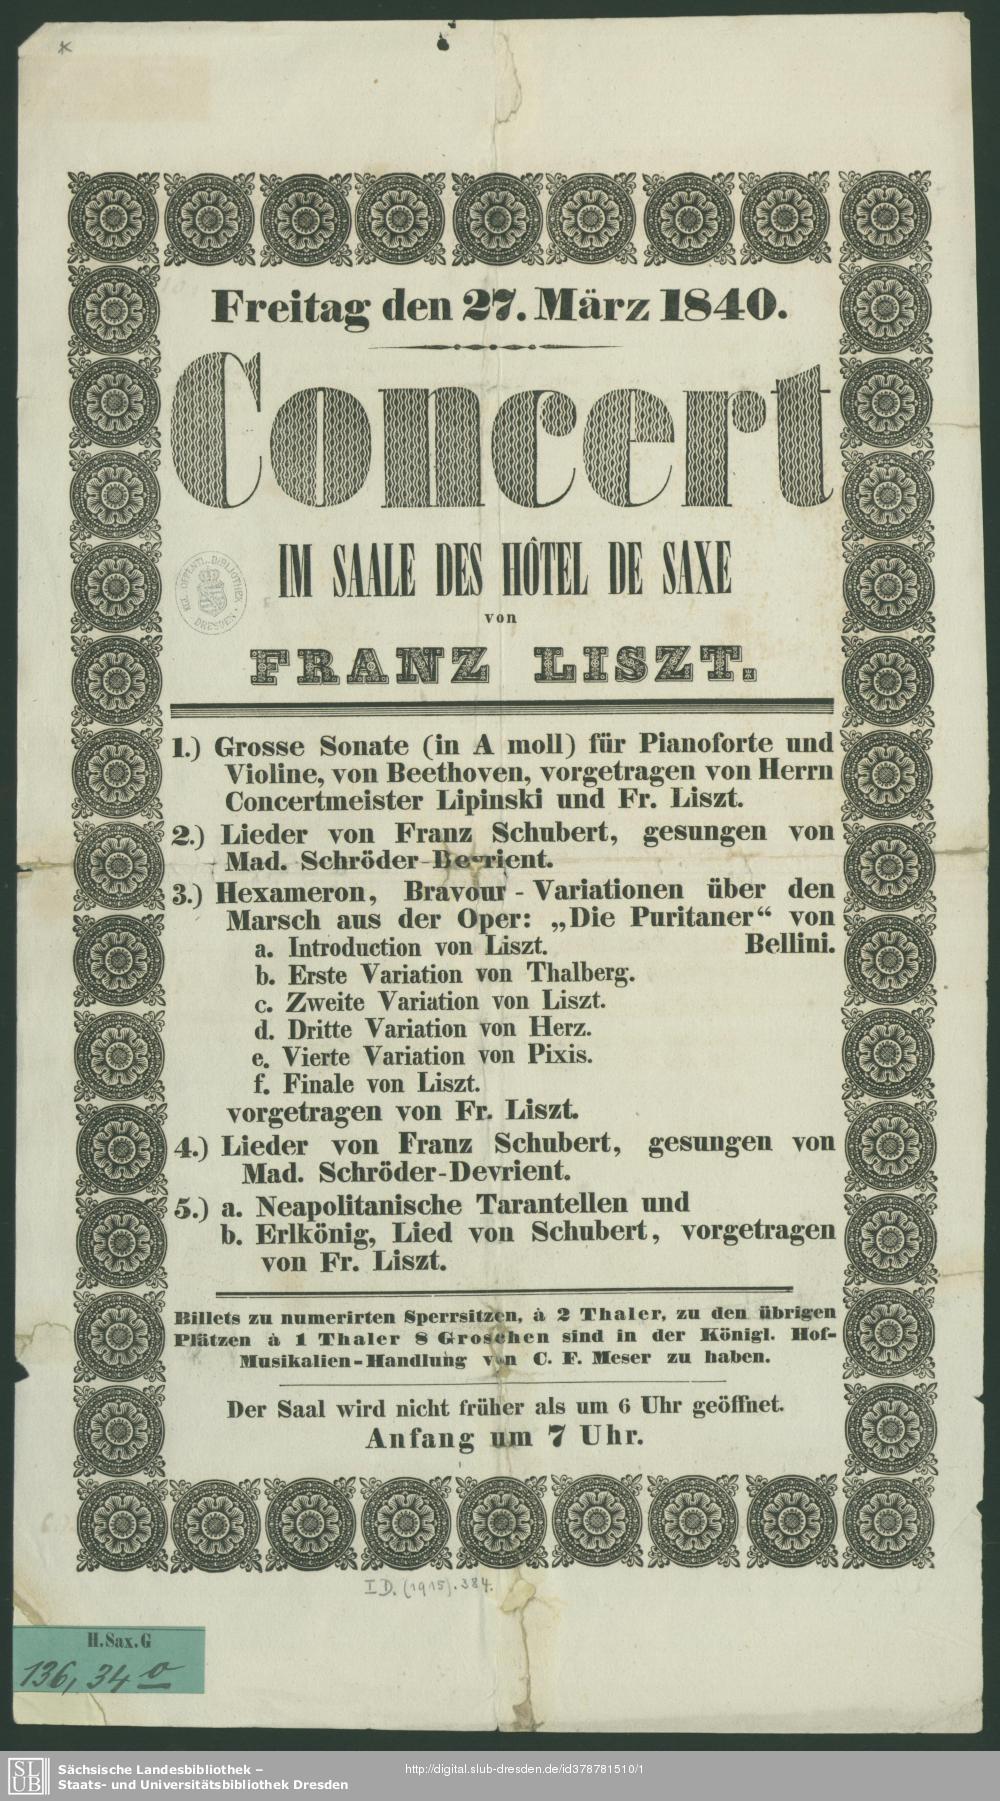 Freitag den 27. März 1840.
Concert
IM SAALE DES HÔTEL DE SAXE
von
FRANZ LISZT.
KGL. OEFFENTL. BIBLIOTHEK
DRESDEN
1.) Grosse Sonate (in A moll) für Pianoforte und
Violine, von Beethoven, vorgetragen von Herrn
Concertmeister Lipinski und Fr. Liszt.
2.) Lieder von Franz Schubert, gesungen von
Mad. Schröder-Devrient.
3.) Hexameron, Bravour - Variationen über den
Marsch aus der Oper: „Die Puritaner“ von
Bellini.
a. Introduction von Liszt.
b. Erste Variation von Thalberg.
c. Zweite Variation von Liszt.
d. Dritte Variation von Herz.
e. Vierte Variation von Pixis.
f. Finale von Liszt.
vorgetragen von Fr. Liszt.
4.) Lieder von Franz Schubert, gesungen von
Mad. Schröder-Devrient.
5.) a. Neapolitanische Tarantellen und
b. Erlkönig, Lied von Schubert, vorgetragen
von Fr. Liszt.
Billets zu numerirten Sperrsitzen, à 2 Thaler, zu den übrigen
Plätzen à 1 Thaler 8 Groschen sind in der Königl. Hof-
Musikalien-Handlung von C. F. Meser zu haben.
Der Saal wird nicht früher als um 6 Uhr geöffnet.
Anfang um 7 Uhr.
I D. (1915). 384.
H. Sax. G
136, 34 a
SLUB
Sächsische Landesbibliothek –
Staats- und Universitätsbibliothek Dresden
http://digital.slub-dresden.de/id378781510/1